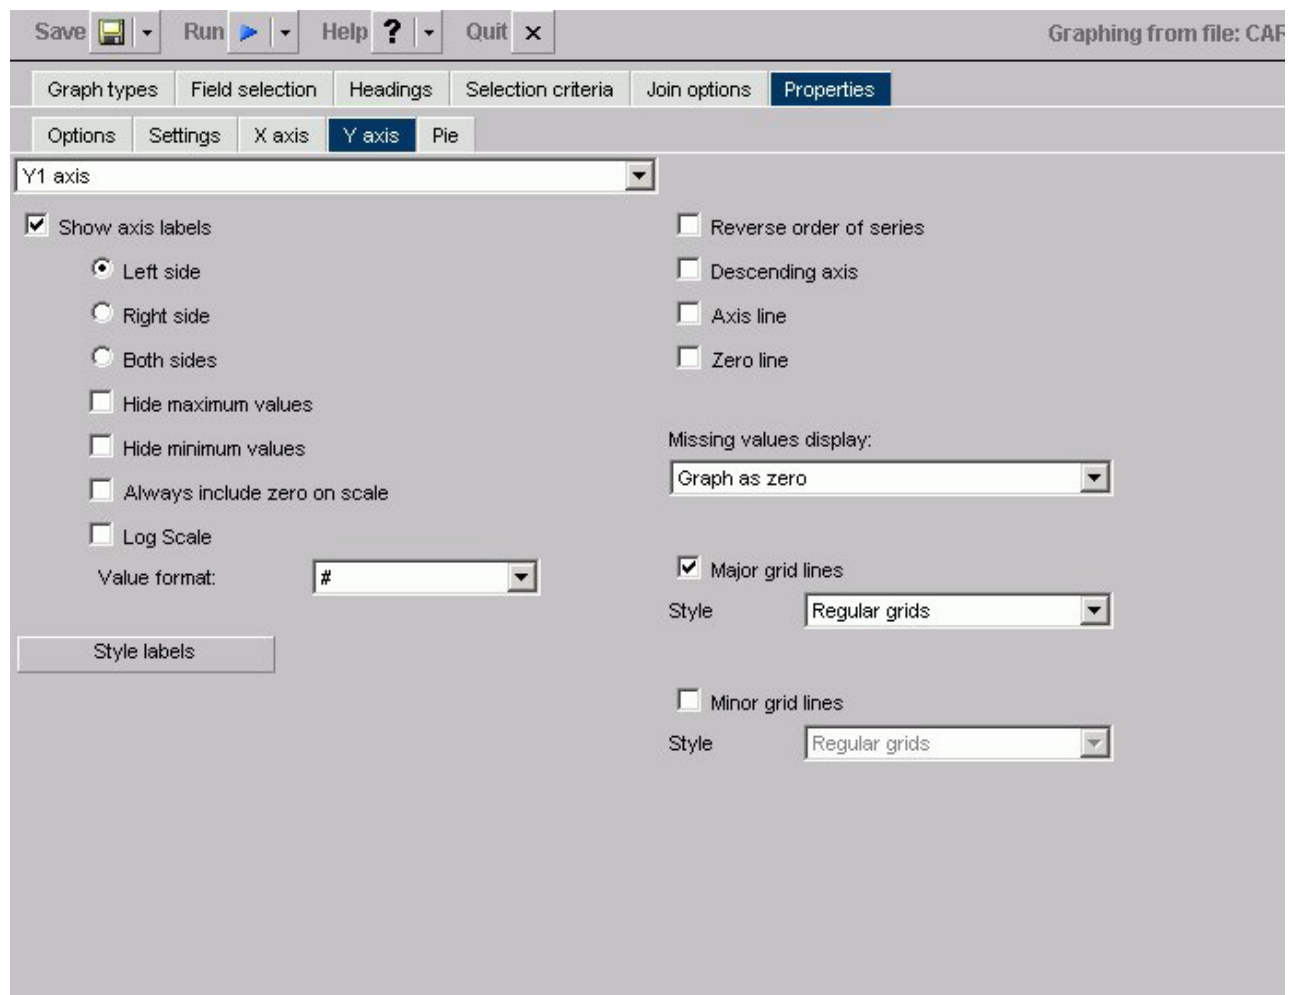 Save Run Help ? Quit Graphing from file: CAR
Graph types Field selection Headings Selection criteria Join options Properties
Options Settings X axis Y axis Pie
Y1 axis
Show axis labels
Left side
Right side
Both sides
Hide maximum values
Hide minimum values
Always include zero on scale
Log Scale
Value format: #
Style labels
Reverse order of series
Descending axis
Axis line
Zero line
Missing values display:
Graph as zero
Major grid lines
Style Regular grids
Minor grid lines
Style Regular grids